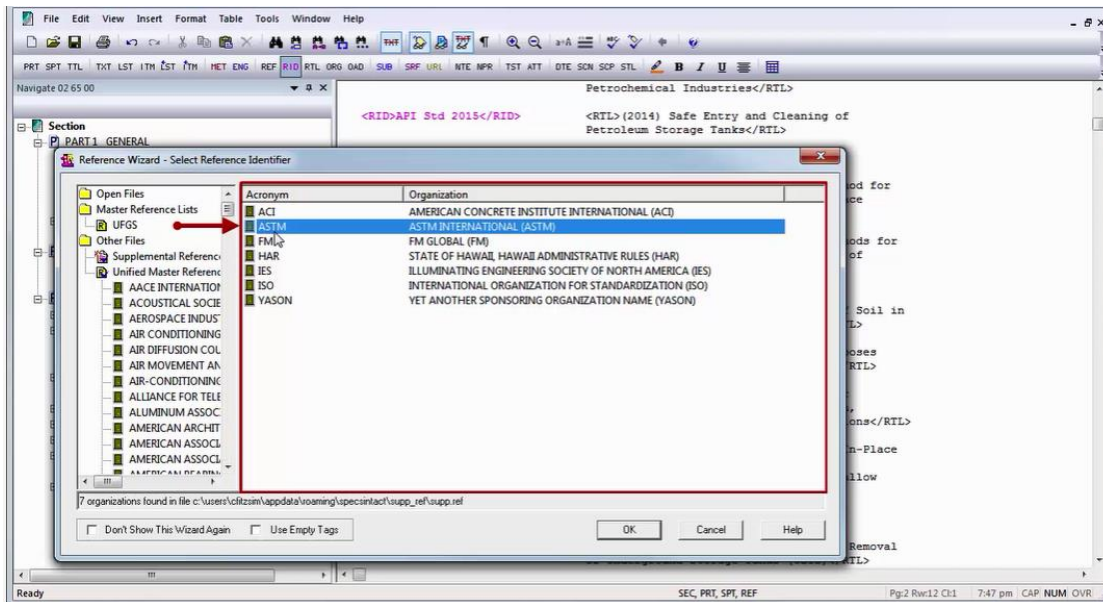 File Edit View Insert Format Table Tools Window Help
PRT SPT TTL TXT LST ITM LST ITM MET ENG REF RID RTL ORG OAD SUB SRF URL NTE NPR TST ATT DTE SCN SCP STL B I U
Navigate 02 65 00
Petrochemical Industries</RTL>
<RID>API Std 2015</RID> <RTL>(2014) Safe Entry and Cleaning of
Petroleum Storage Tanks</RTL>
Section
PART 1 GENERAL
Reference Wizard - Select Reference Identifier
Open Files
Master Reference Lists
UFGS
Other Files
Supplemental Referenc
Unified Master Referenc
AACE INTERNATION
ACOUSTICAL SOCIE
AEROSPACE INDUS
AIR CONDITIONING
AIR DIFFUSION COU
AIR MOVEMENT AN
AIR-CONDITIONING
ALLIANCE FOR TELE
ALUMINUM ASSOC
AMERICAN ARCHIT
AMERICAN ASSOCI
AMERICAN ASSOCI
AMERICAN BEARIN
Acronym Organization
ACI AMERICAN CONCRETE INSTITUTE INTERNATIONAL (ACI)
ASTM ASTM INTERNATIONAL (ASTM)
FM FM GLOBAL (FM)
HAR STATE OF HAWAII, HAWAII ADMINISTRATIVE RULES (HAR)
IES ILLUMINATING ENGINEERING SOCIETY OF NORTH AMERICA (IES)
ISO INTERNATIONAL ORGANIZATION FOR STANDARDIZATION (ISO)
YASON YET ANOTHER SPONSORING ORGANIZATION NAME (YASON)
7 organizations found in file c:\users\cfitzsim\appdata\roaming\specsintact\supp_ref\supp.ref
Don't Show This Wizard Again Use Empty Tags OK Cancel Help
od for
ce
ods for
of
Soil in
L>
oses
RTL>
,
ons</RTL>
n-Place
llow
Removal
Ready SEC, PRT, SPT, REF Pg:2 Rw:12 Cl:1 7:47 pm CAP NUM OVR